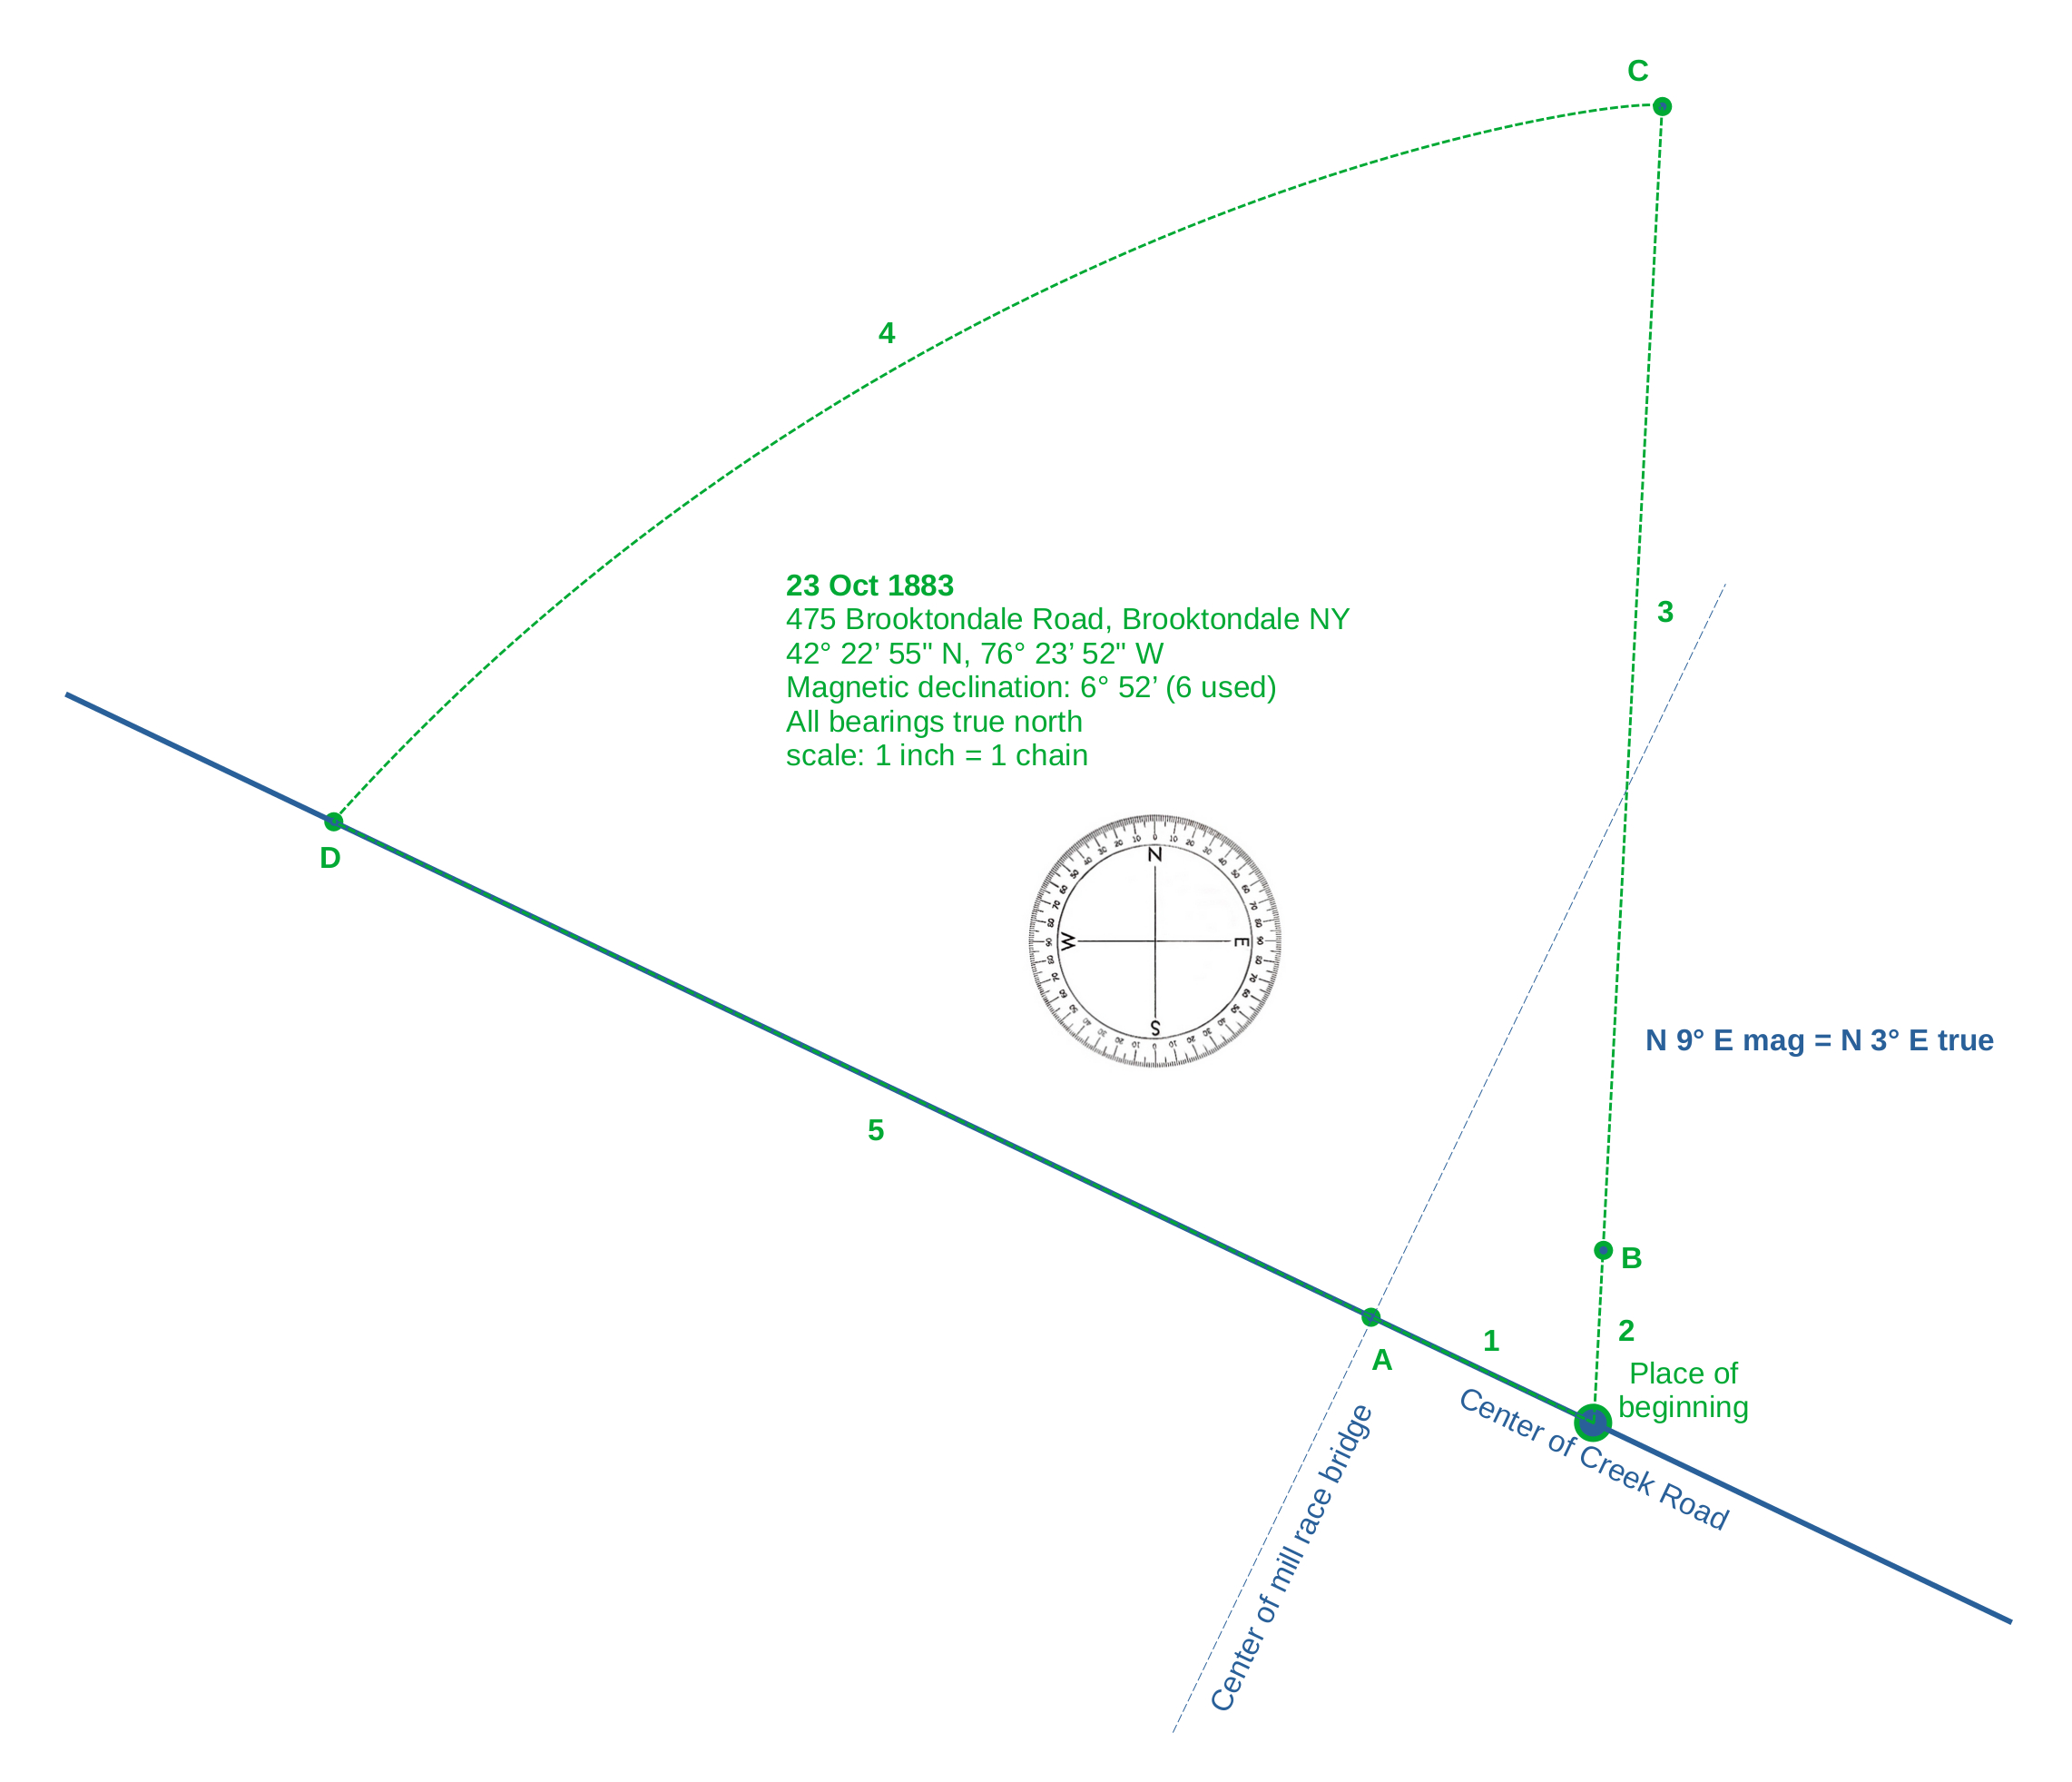 C
4
23 Oct 1883
475 Brooktondale Road, Brooktondale NY
42° 22’ 55" N, 76° 23’ 52" W
Magnetic declination: 6° 52’ (6 used)
All bearings true north
scale: 1 inch = 1 chain
3
D
N
W
E
S
N 9° E mag = N 3° E true
5
B
2
1
A
Place of
beginning
Center of Creek Road
Center of mill race bridge